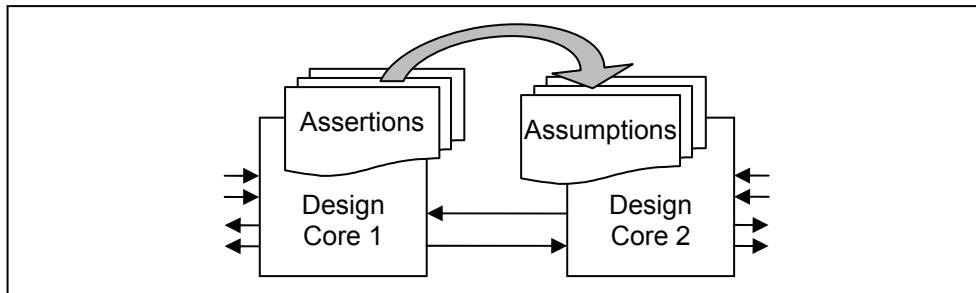 Assertions
Assumptions
Design
Core 1
Design
Core 2